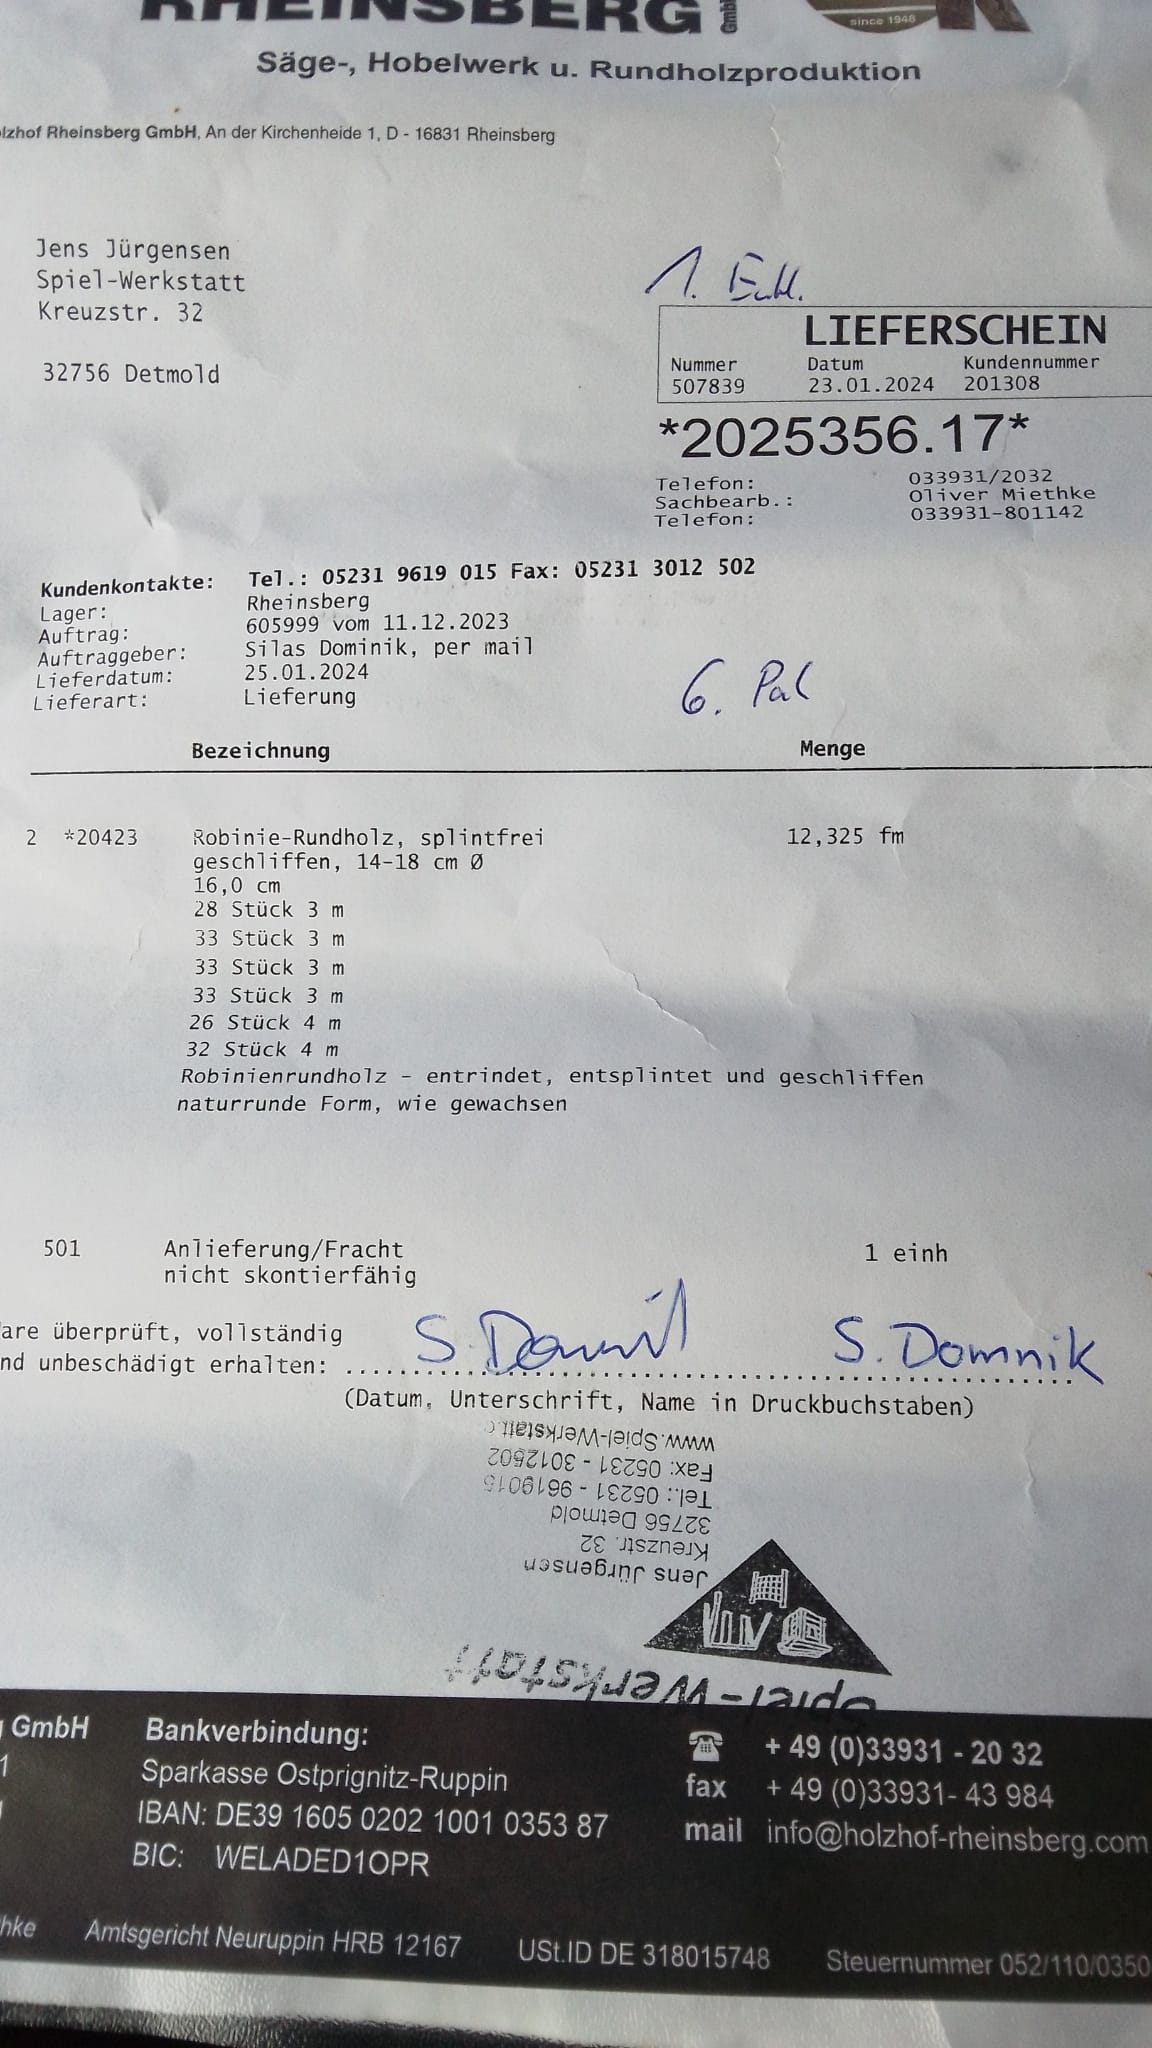 RHEINSBERG GmbH
since 1948
Säge-, Hobelwerk u. Rundholzproduktion
lzhof Rheinsberg GmbH, An der Kirchenheide 1, D - 16831 Rheinsberg
Jens Jürgensen
Spiel-Werkstatt
Kreuzstr. 32
32756 Detmold
1.
LIEFERSCHEIN
Nummer Datum Kundennummer
507839 23.01.2024 201308
*2025356.17*
Telefon: 033931/2032
Sachbearb.: Oliver Miethke
Telefon: 033931-801142
Kundenkontakte: Tel.: 05231 9619 015 Fax: 05231 3012 502
Lager: Rheinsberg
Auftrag: 605999 vom 11.12.2023
Auftraggeber: Silas Dominik, per mail
Lieferdatum: 25.01.2024
Lieferart: Lieferung
6. Pal
Bezeichnung Menge
2 *20423 Robinie-Rundholz, splintfrei 12,325 fm
geschliffen, 14-18 cm Ø
16,0 cm
28 Stück 3 m
33 Stück 3 m
33 Stück 3 m
33 Stück 3 m
26 Stück 4 m
32 Stück 4 m
Robinienrundholz - entrindet, entsplintet und geschliffen
naturrunde Form, wie gewachsen
501 Anlieferung/Fracht 1 einh
nicht skontierfähig
are überprüft, vollständig
nd unbeschädigt erhalten: S. Domnik
(Datum, Unterschrift, Name in Druckbuchstaben)
Spiel-Werkstatt
Jens Jürgensen
Kreuzstr. 32
32756 Detmold
Tel.: 05231 - 9619015
Fax: 05231 - 3012502
www.Spiel-Werkstatt.
GmbH Bankverbindung: + 49 (0)33931 - 20 32
1 Sparkasse Ostprignitz-Ruppin fax + 49 (0)33931- 43 984
IBAN: DE39 1605 0202 1001 0353 87 mail info@holzhof-rheinsberg.com
BIC: WELADED1OPR
hke Amtsgericht Neuruppin HRB 12167 USt.ID DE 318015748 Steuernummer 052/110/0350